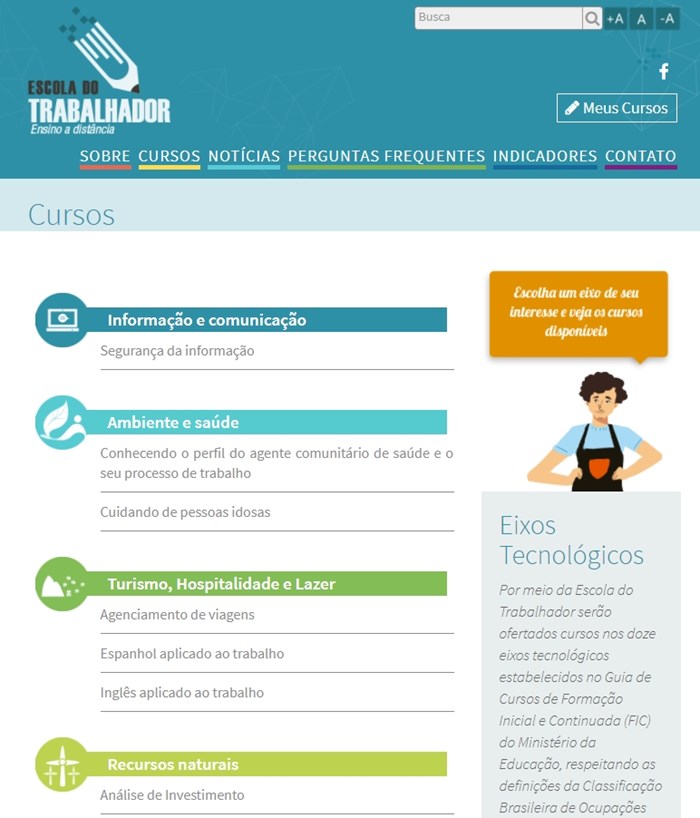 Busca
+A A -A
ESCOLA DO
TRABALHADOR
Ensino a distância
Meus Cursos
SOBRE CURSOS NOTÍCIAS PERGUNTAS FREQUENTES INDICADORES CONTATO
Cursos
Informação e comunicação
Segurança da informação
Ambiente e saúde
Conhecendo o perfil do agente comunitário de saúde e o
seu processo de trabalho
Cuidando de pessoas idosas
Turismo, Hospitalidade e Lazer
Agenciamento de viagens
Espanhol aplicado ao trabalho
Inglês aplicado ao trabalho
Recursos naturais
Análise de Investimento
Escolha um eixo de seu
interesse e veja os cursos
disponíveis
Eixos
Tecnológicos
Por meio da Escola do
Trabalhador serão
ofertados cursos nos doze
eixos tecnológicos
estabelecidos no Guia de
Cursos de Formação
Inicial e Continuada (FIC)
do Ministério da
Educação, respeitando as
definições da Classificação
Brasileira de Ocupações